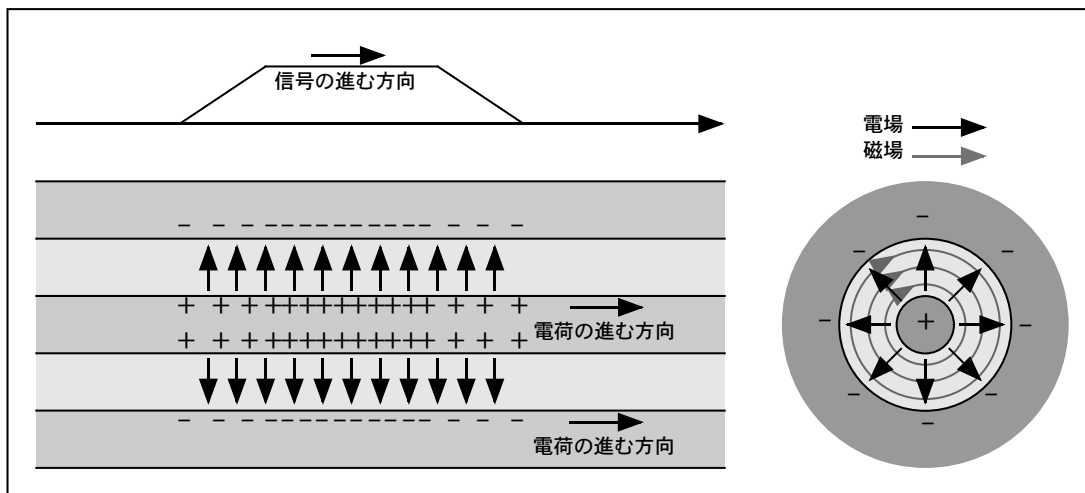 信号の進む方向
電場
磁場
- - - - - - - - - - - - - - -
+ + + + + + + + + + + + + + +
電荷の進む方向
+ + + + + + + + + + + + + + +
- - - - - - - - - - - - - - -
電荷の進む方向
-
- -
- + -
- -
-